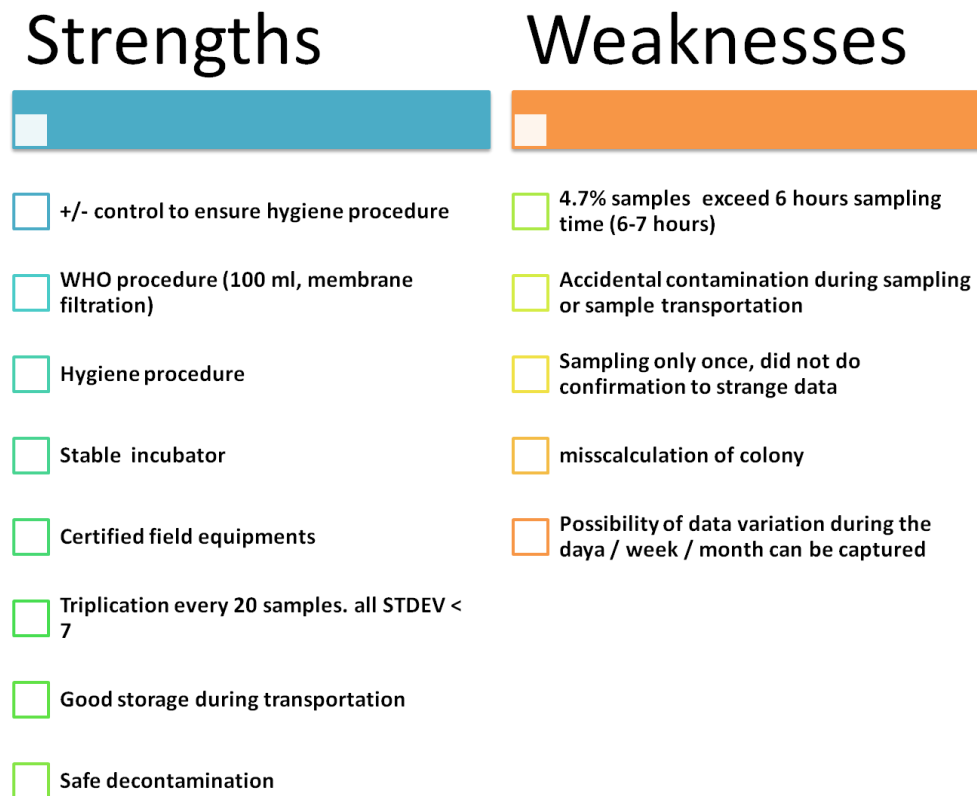 Strengths
+/- control to ensure hygiene procedure
WHO procedure (100 ml, membrane
filtration)
Hygiene procedure
Stable incubator
Certified field equipments
Triplication every 20 samples. all STDEV <
7
Good storage during transportation
Safe decontamination
Weaknesses
4.7% samples exceed 6 hours sampling
time (6-7 hours)
Accidental contamination during sampling
or sample transportation
Sampling only once, did not do
confirmation to strange data
misscalculation of colony
Possibility of data variation during the
daya / week / month can be captured